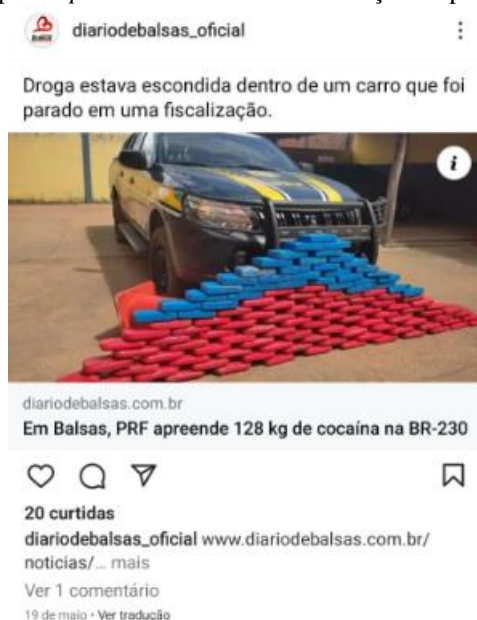 diariodebalsas_oficial
Droga estava escondida dentro de um carro que foi
parado em uma fiscalização.
diariodebalsas.com.br
Em Balsas, PRF apreende 128 kg de cocaína na BR-230
20 curtidas
diariodebalsas_oficial www.diariodebalsas.com.br/
noticias/... mais
Ver 1 comentário
19 de maio • Ver tradução